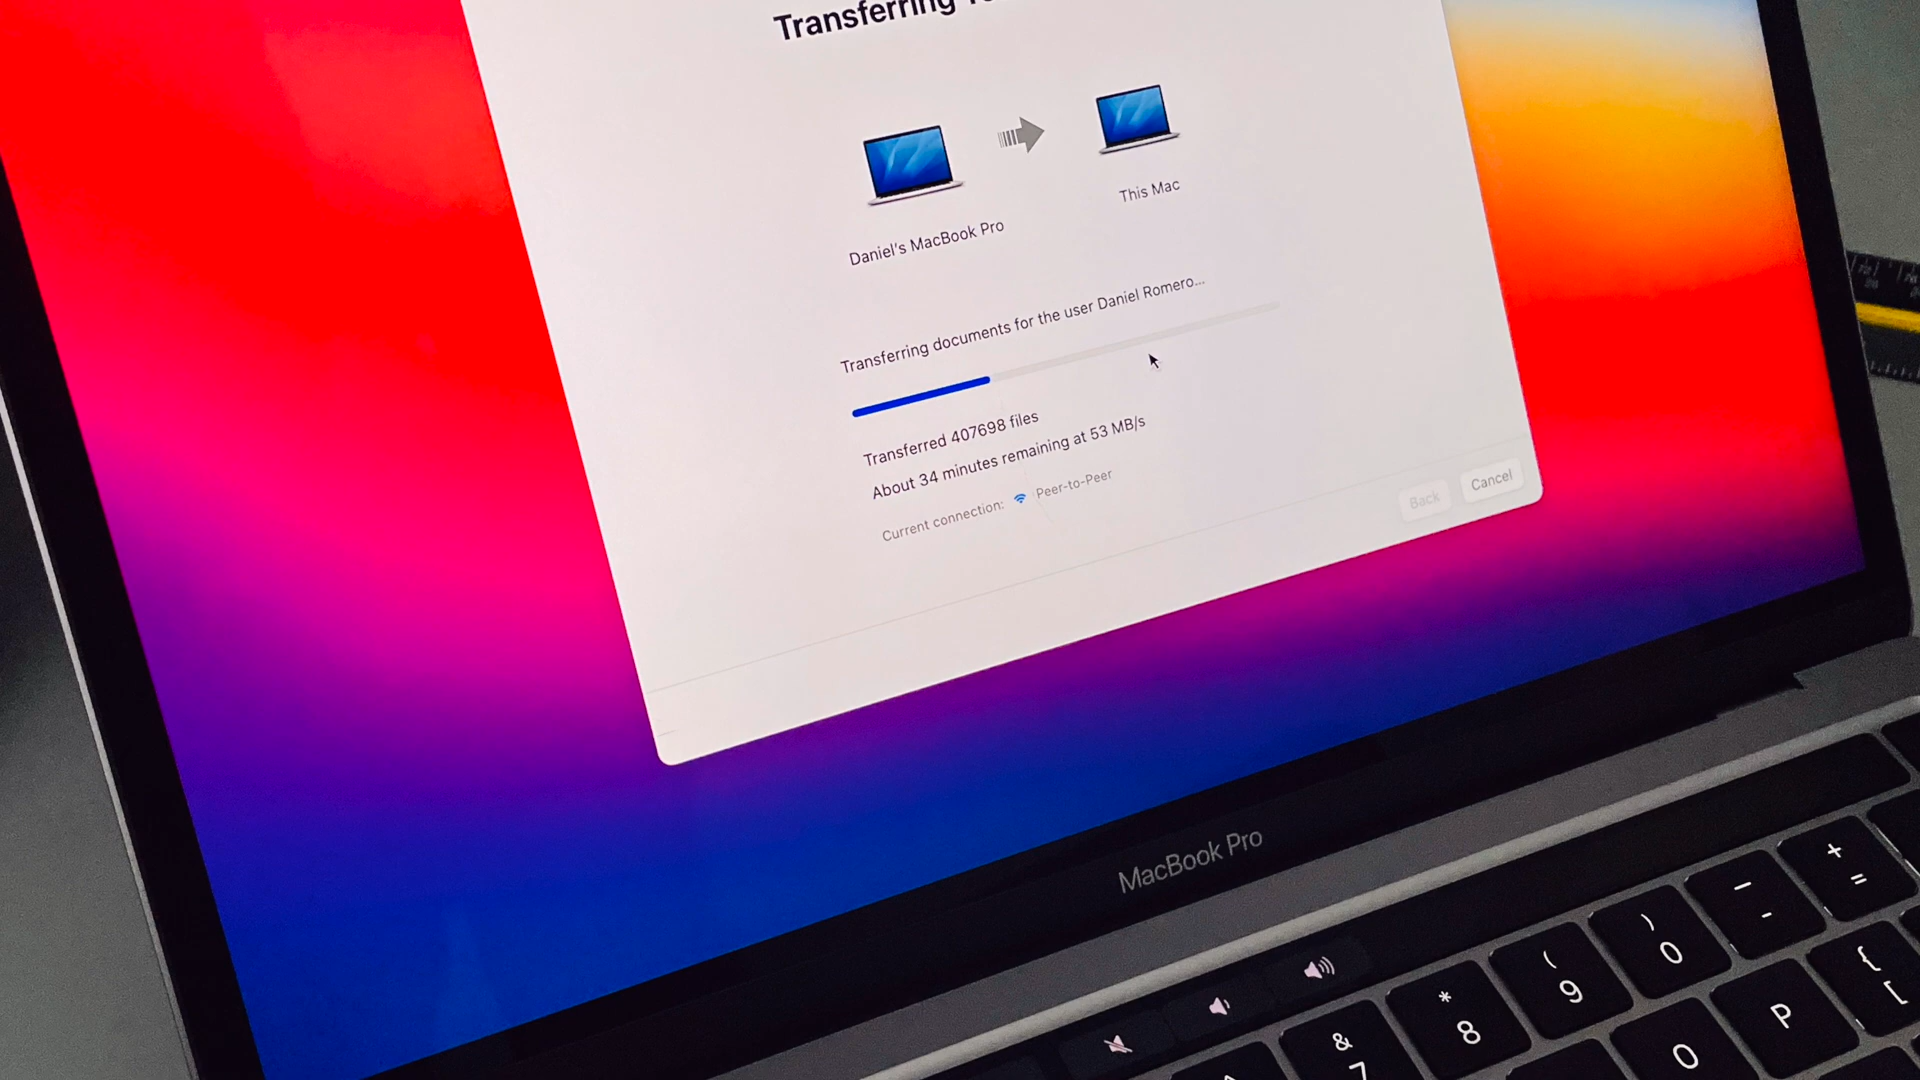 Transferring
Daniel's MacBook Pro
This Mac
Transferring documents for the user Daniel Romero...
Transferred 407698 files
About 34 minutes remaining at 53 MB/s
Current connection: Peer-to-Peer
Back
Cancel
MacBook Pro
+
=
-
-
)
0
(
9
*
8
&
7
{
[
P
O